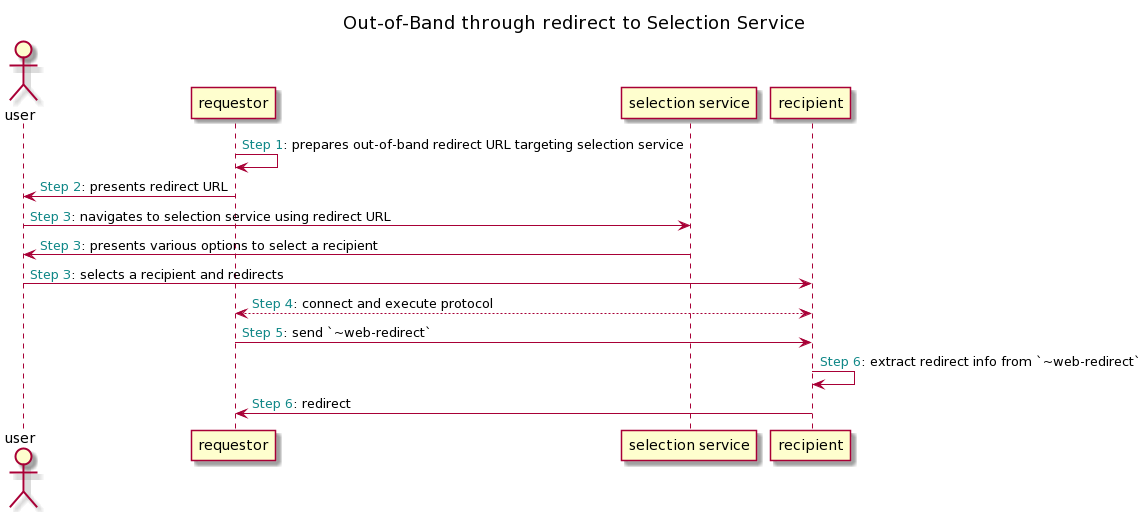 Out-of-Band through redirect to Selection Service
user
requestor
selection service
recipient
Step 1: prepares out-of-band redirect URL targeting selection service
Step 2: presents redirect URL
Step 3: navigates to selection service using redirect URL
Step 3: presents various options to select a recipient
Step 3: selects a recipient and redirects
Step 4: connect and execute protocol
Step 5: send `~web-redirect`
Step 6: extract redirect info from `~web-redirect`
Step 6: redirect
user
requestor
selection service
recipient